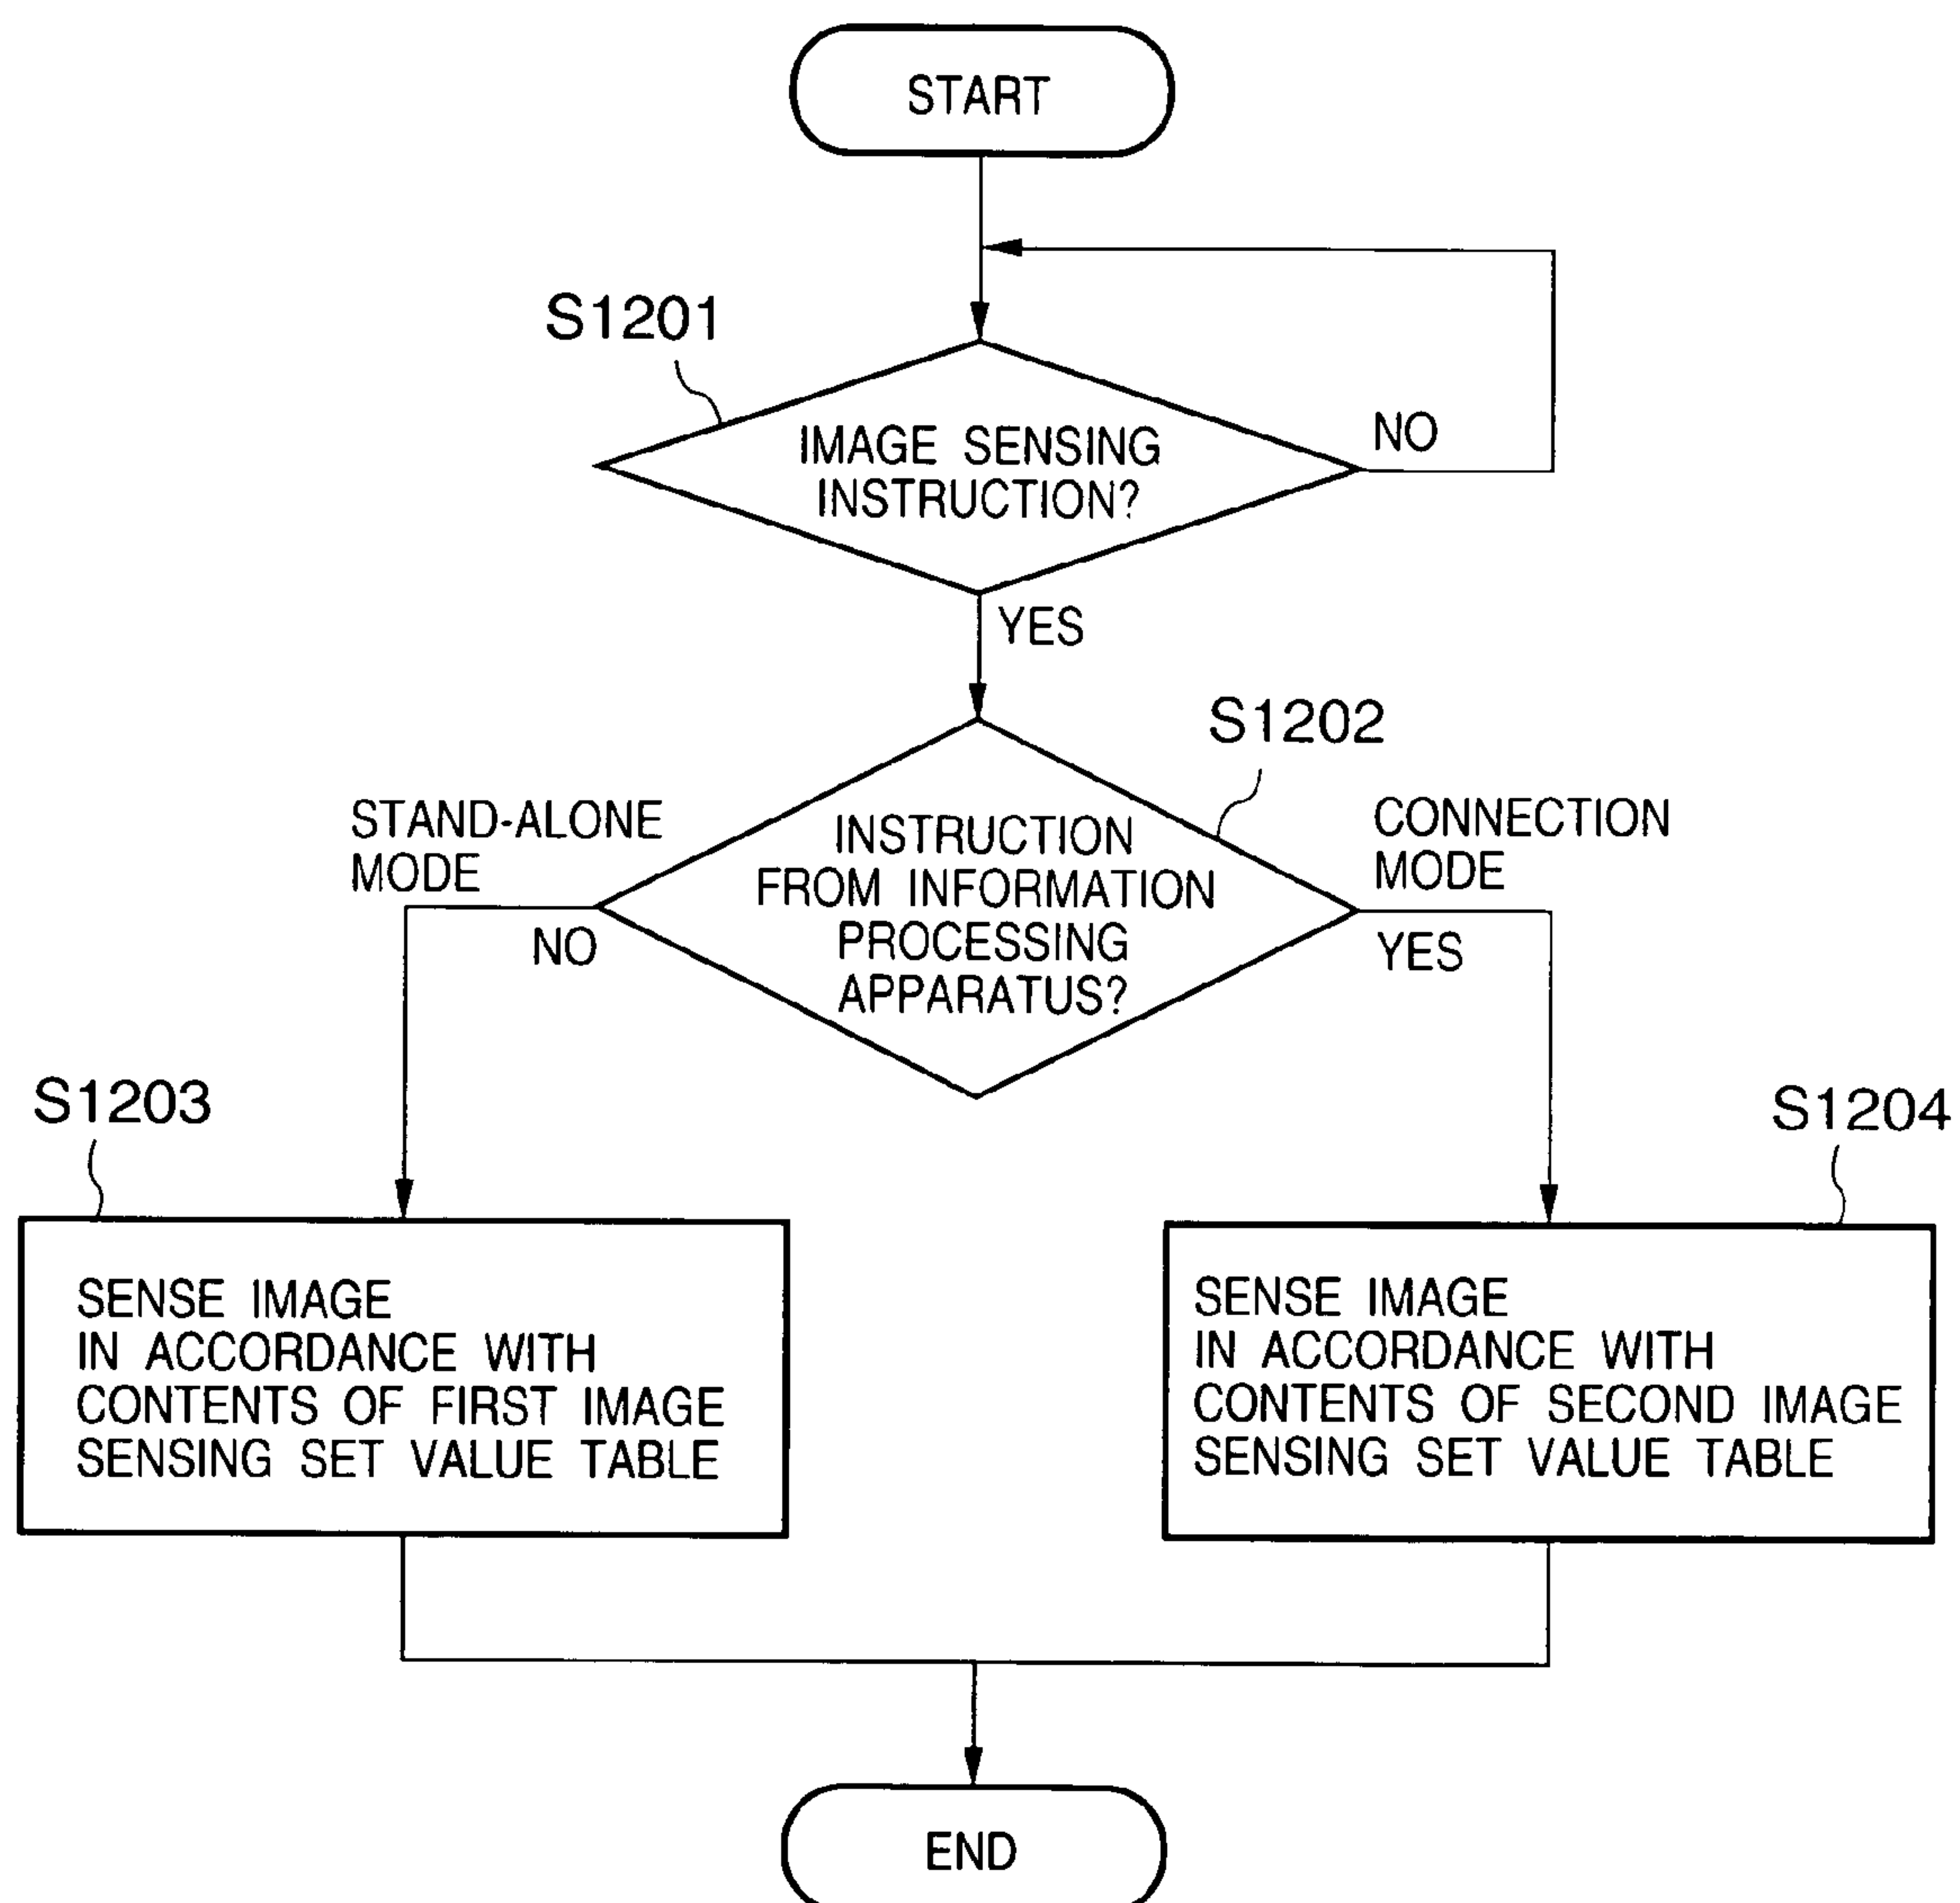 START
S1201
IMAGE SENSING
INSTRUCTION?
NO
YES
S1202
STAND-ALONE
MODE
NO
INSTRUCTION
FROM INFORMATION
PROCESSING
APPARATUS?
CONNECTION
MODE
YES
S1203
SENSE IMAGE
IN ACCORDANCE WITH
CONTENTS OF FIRST IMAGE
SENSING SET VALUE TABLE
S1204
SENSE IMAGE
IN ACCORDANCE WITH
CONTENTS OF SECOND IMAGE
SENSING SET VALUE TABLE
END